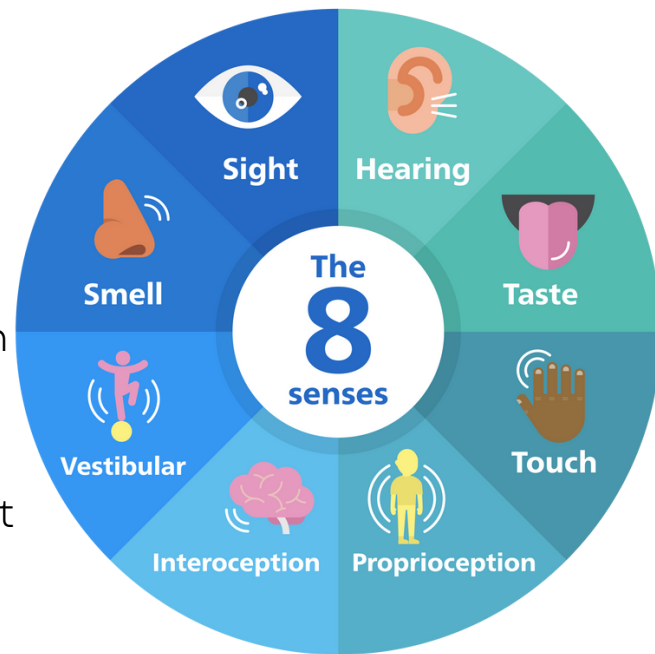 Sight
Hearing
Smell
Taste
The
8
senses
n
Vestibular
Touch
t
Interoception
Proprioception